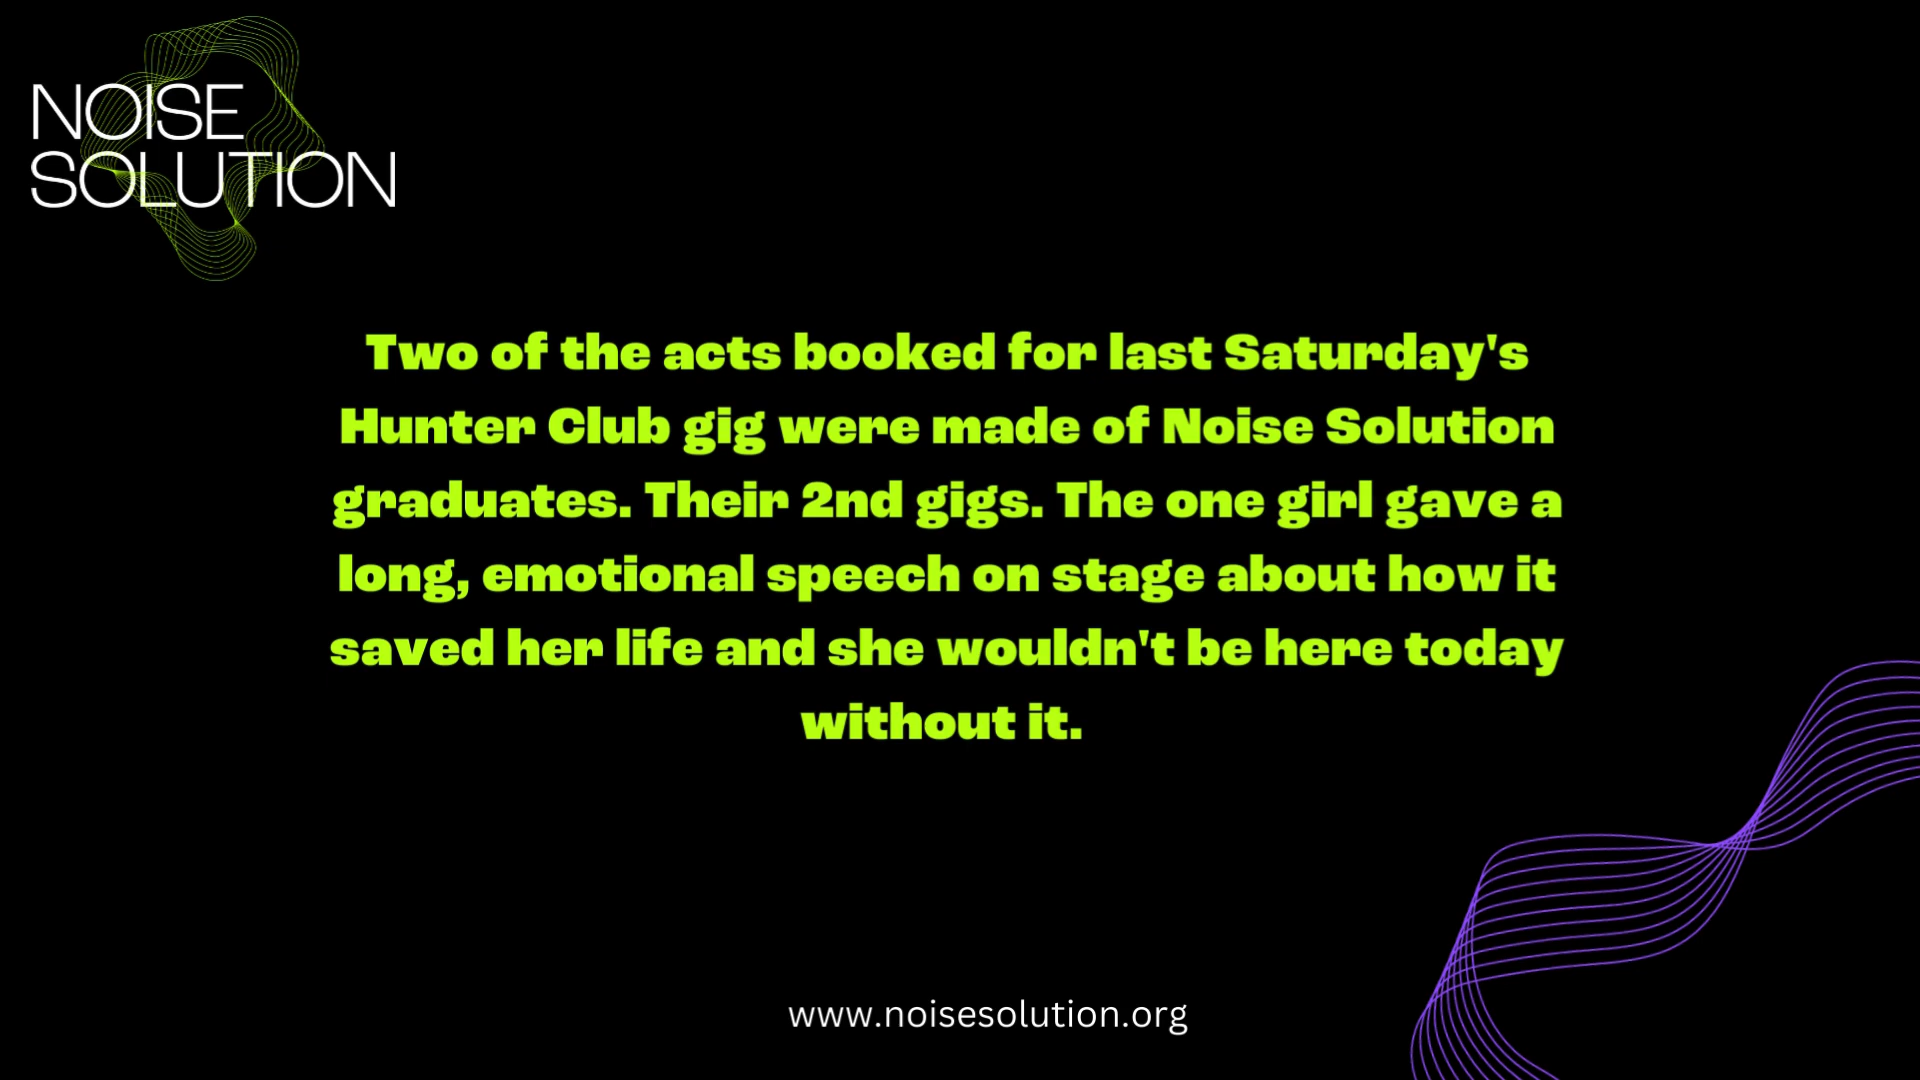 NOISE
SOLUTION
Two of the acts booked for last Saturday's
Hunter Club gig were made of Noise Solution
graduates. Their 2nd gigs. The one girl gave a
long, emotional speech on stage about how it
saved her life and she wouldn't be here today
without it.
www.noisesolution.org